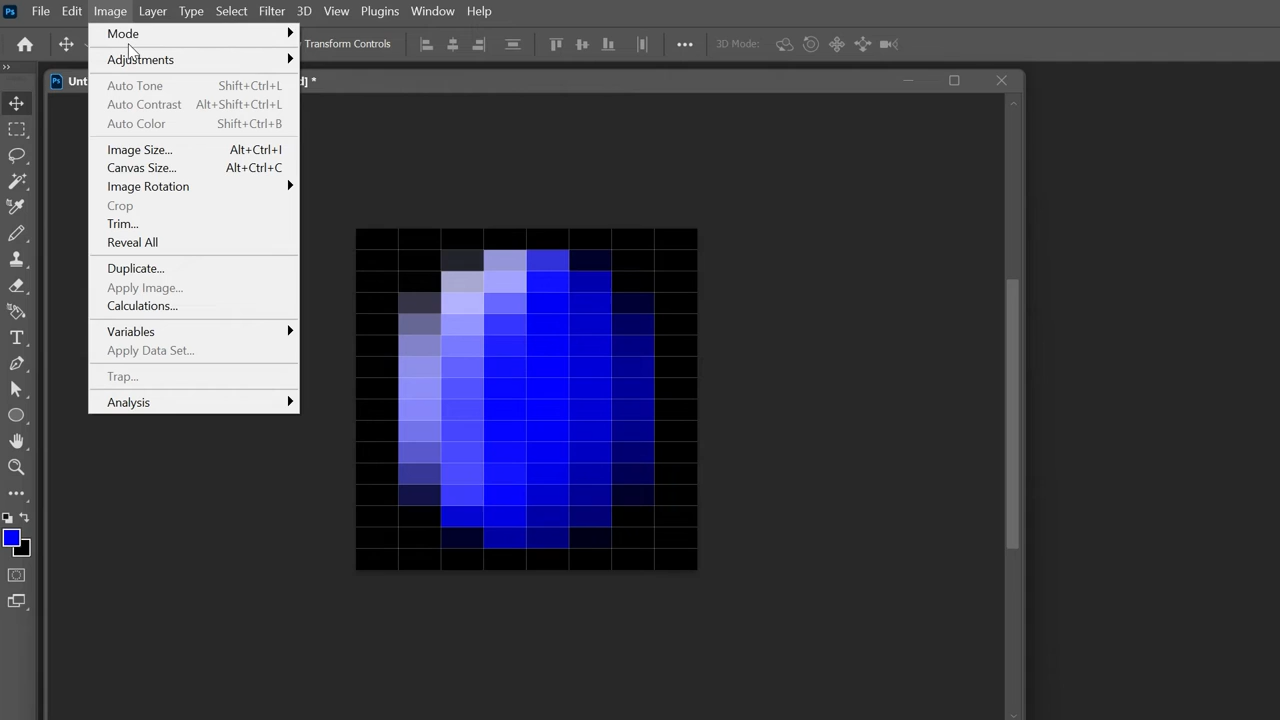 Ps File Edit Image Layer Type Select Filter 3D View Plugins Window Help
Transform Controls 3D Mode:
Ps Unt d] *
Mode
Adjustments
Auto Tone Shift+Ctrl+L
Auto Contrast Alt+Shift+Ctrl+L
Auto Color Shift+Ctrl+B
Image Size... Alt+Ctrl+I
Canvas Size... Alt+Ctrl+C
Image Rotation
Crop
Trim...
Reveal All
Duplicate...
Apply Image...
Calculations...
Variables
Apply Data Set...
Trap...
Analysis